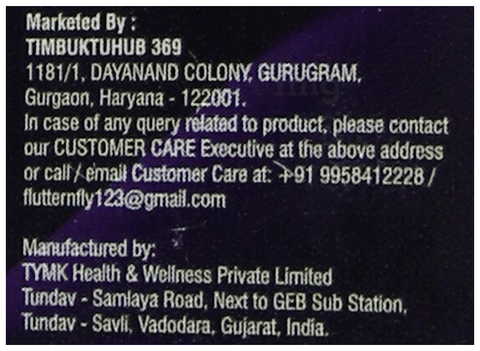 Marketed By :
TIMBUKTUHUB 369
1181/1, DAYANAND COLONY, GURUGRAM,
Gurgaon, Haryana - 122001.
In case of any query related to product, please contact
our CUSTOMER CARE Executive at the above address
or call / email Customer Care at: +91 9958412228 /
flutternfly123@gmail.com
Manufactured by:
TYMK Health & Wellness Private Limited
Tundav - Samlaya Road, Next to GEB Sub Station,
Tundav - Savli, Vadodara, Gujarat, India.